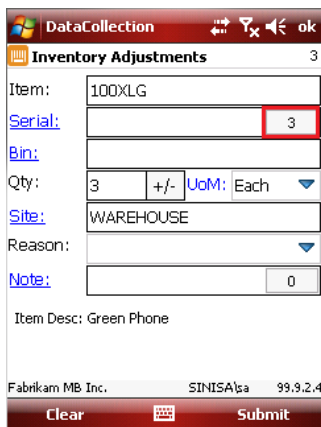 DataCollection ok
Inventory Adjustments 3
Item: 100XLG
Serial: 3
Bin:
Qty: 3 +/- UoM: Each
Site: WAREHOUSE
Reason:
Note: 0
Item Desc: Green Phone
Fabrikam MB Inc. SINISA\sa 99.9.2.4
Clear Submit